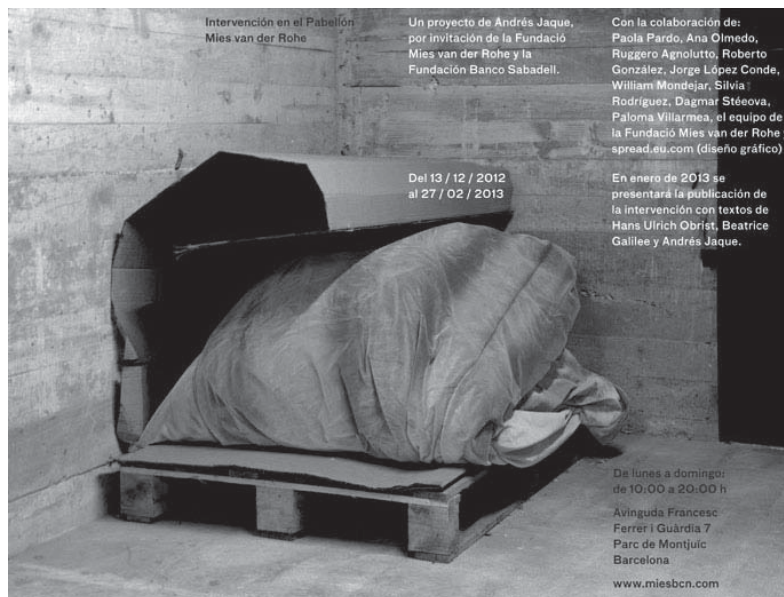 Intervención en el Pabellón
Mies van der Rohe
Un proyecto de Andrés Jaque,
por invitación de la Fundació
Mies van der Rohe y la
Fundación Banco Sabadell.
Del 13 / 12 / 2012
al 27 / 02 / 2013
Con la colaboración de:
Paola Pardo, Ana Olmedo,
Ruggero Agnolutto, Roberto
González, Jorge López Conde,
William Mondejar, Silvia
Rodríguez, Dagmar Stéeova,
Paloma Villarmea, el equipo de
la Fundació Mies van der Rohe
spread.eu.com (diseño gráfico)
En enero de 2013 se
presentará la publicación de
la intervención con textos de
Hans Ulrich Obrist, Beatrice
Galilee y Andrés Jaque.
De lunes a domingo:
de 10:00 a 20:00 h
Avinguda Francesc
Ferrer i Guàrdia 7
Parc de Montjuïc
Barcelona
www.miesbcn.com